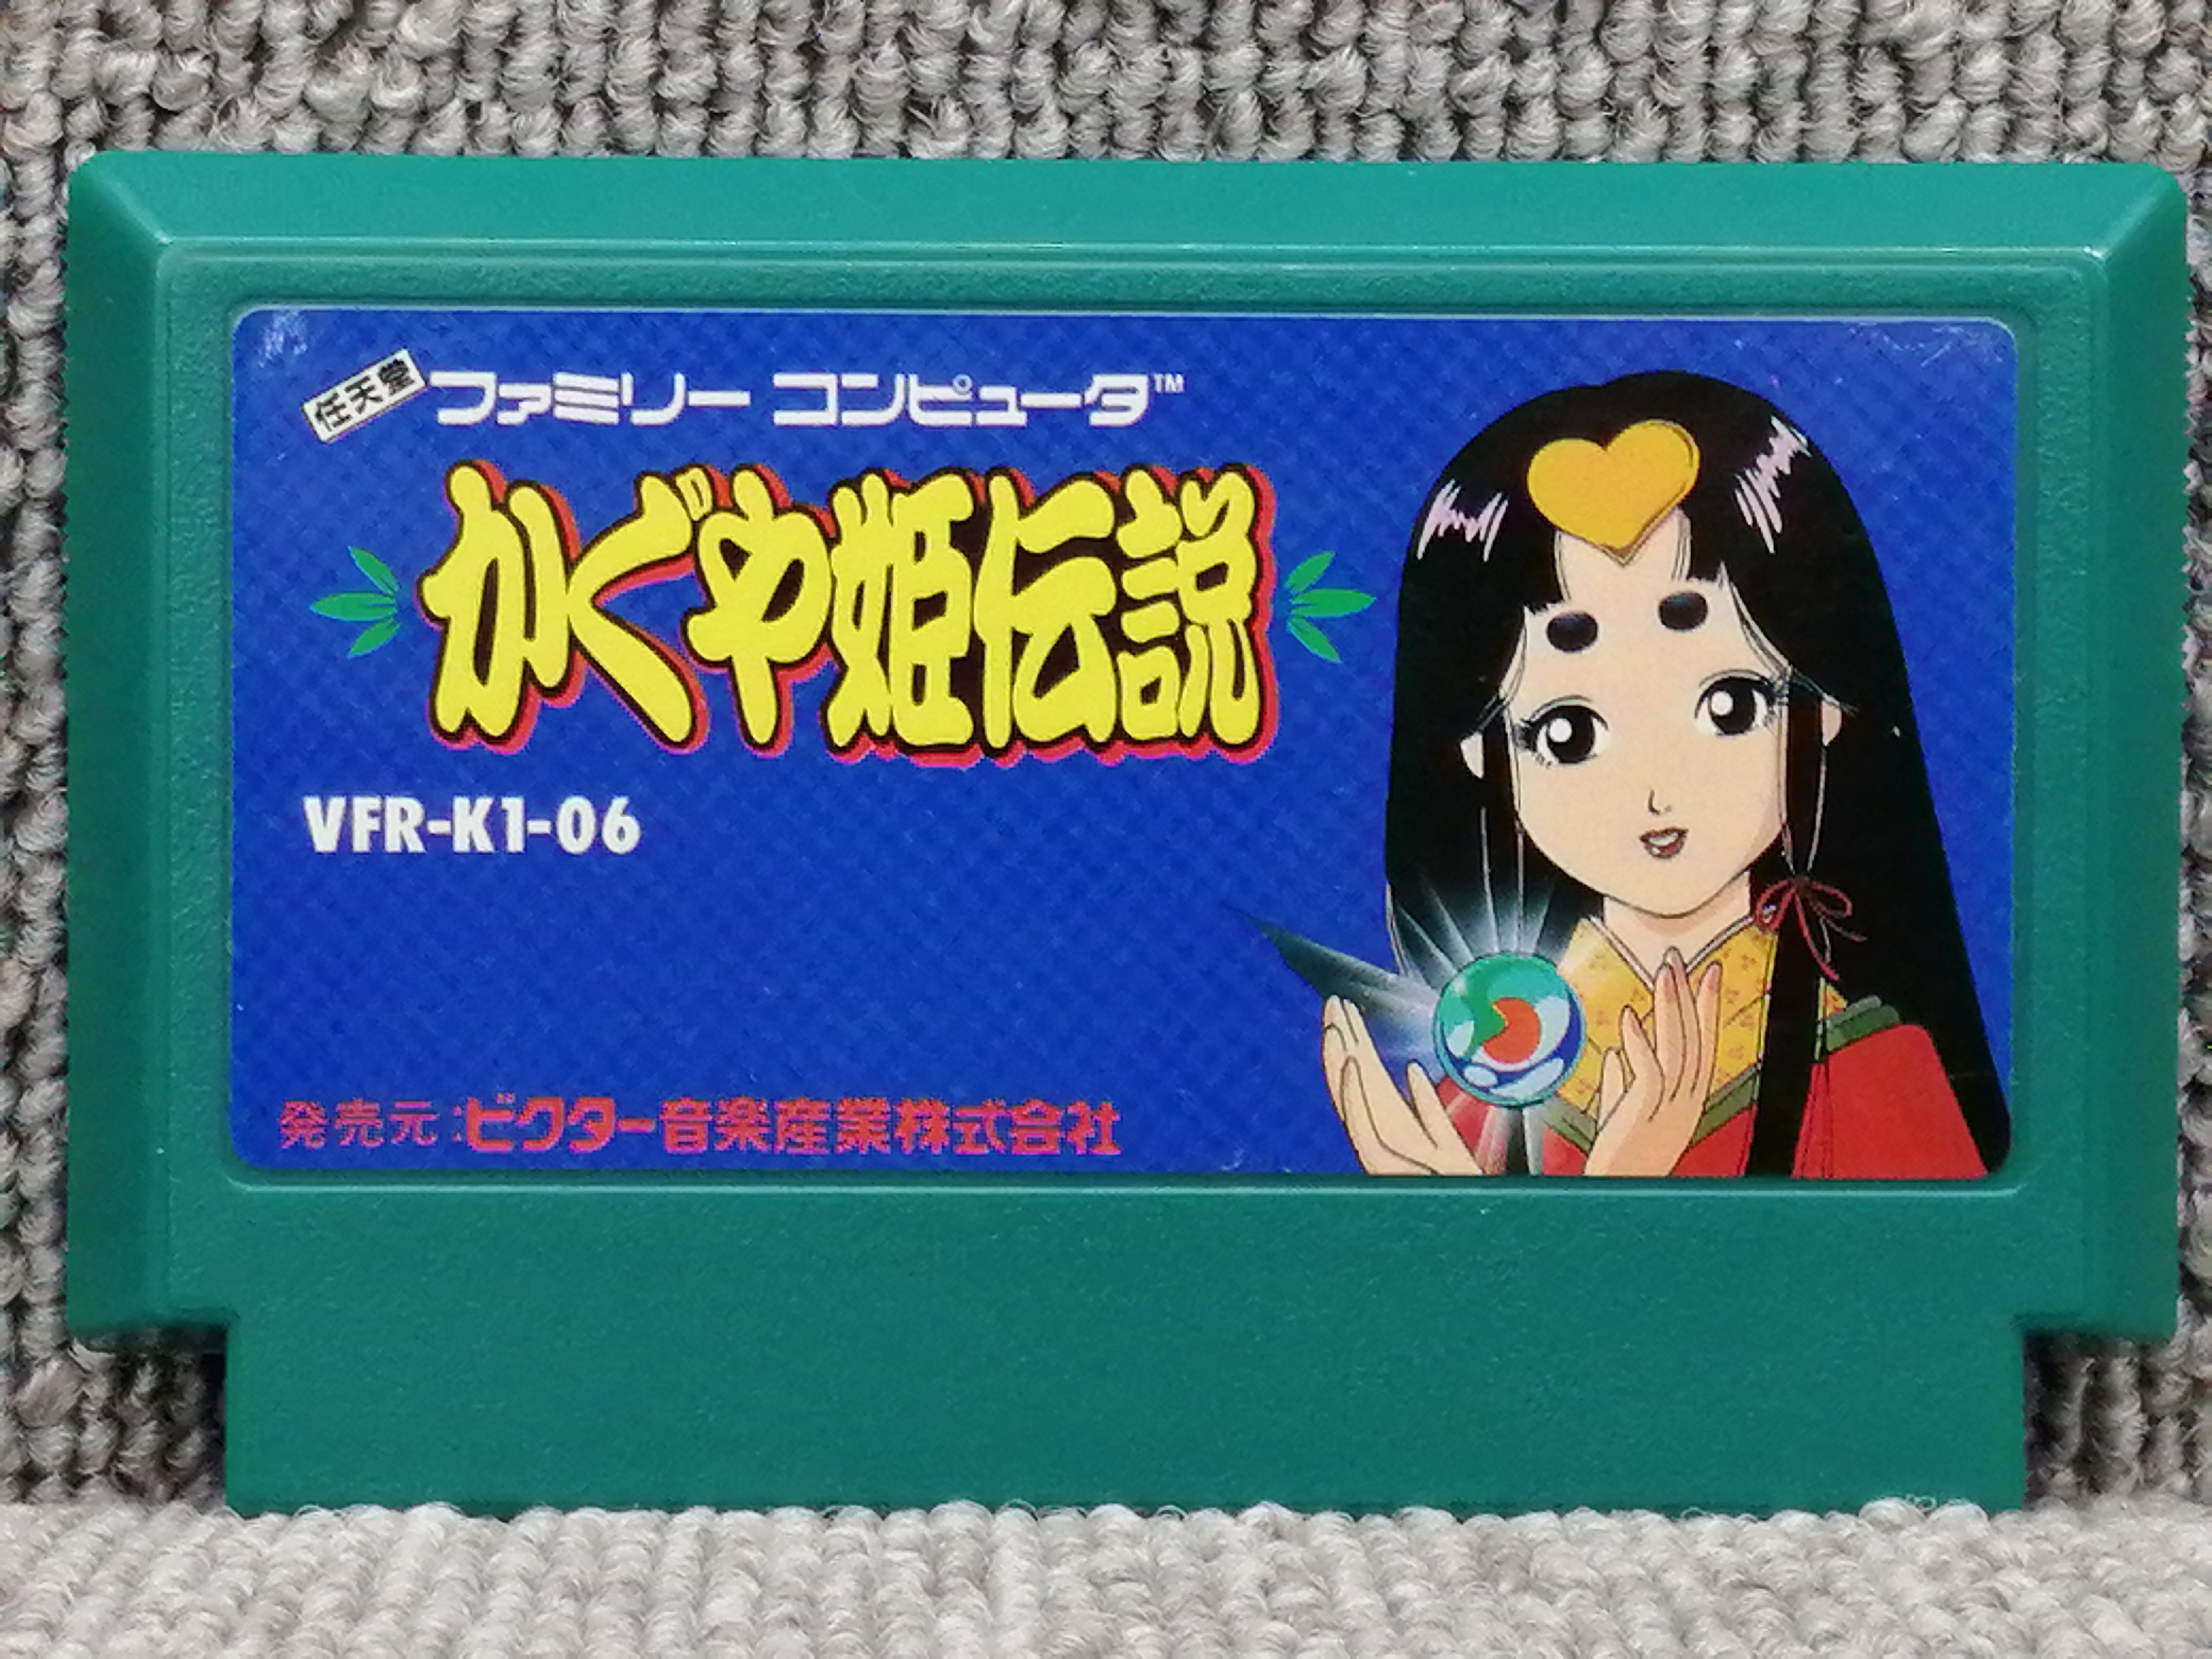 任天堂 ファミリー コンピュータ™
かぐや姫伝説
VFR-K1-06
発売元:ビクター音楽産業株式会社